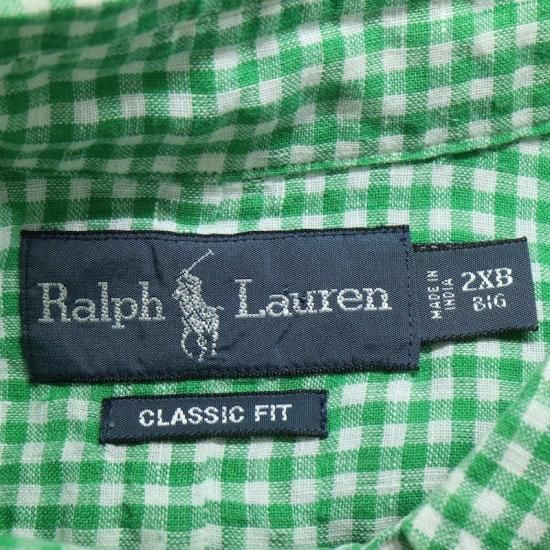 Ralph Lauren
MADE IN
INDIA
2XB
BIG
CLASSIC FIT